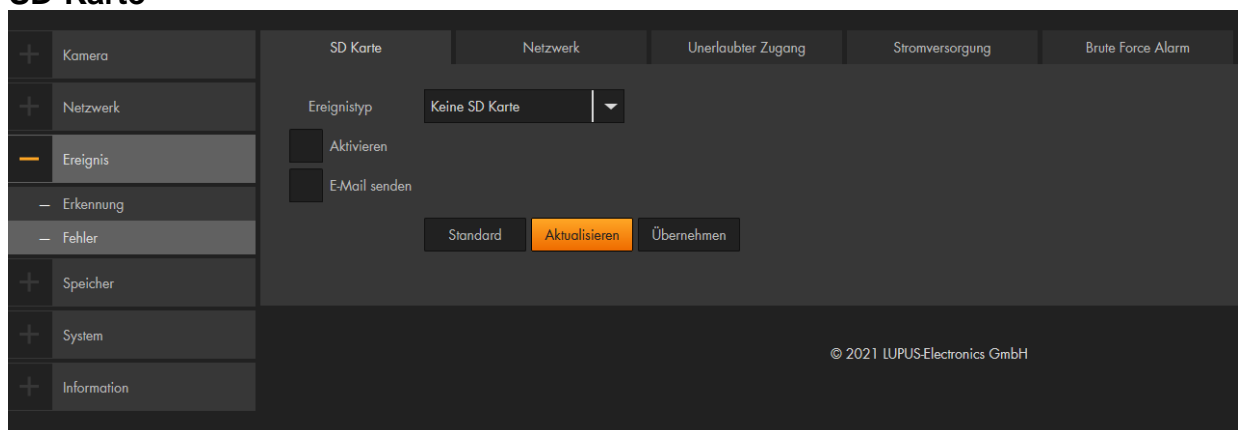 SD-Karte
Kamera
Netzwerk
Ereignis
Erkennung
Fehler
Speicher
System
Information
SD Karte
Netzwerk
Unerlaubter Zugang
Stromversorgung
Brute Force Alarm
Ereignistyp
Keine SD Karte
Aktivieren
E-Mail senden
Standard
Aktualisieren
Übernehmen
© 2021 LUPUS-Electronics GmbH